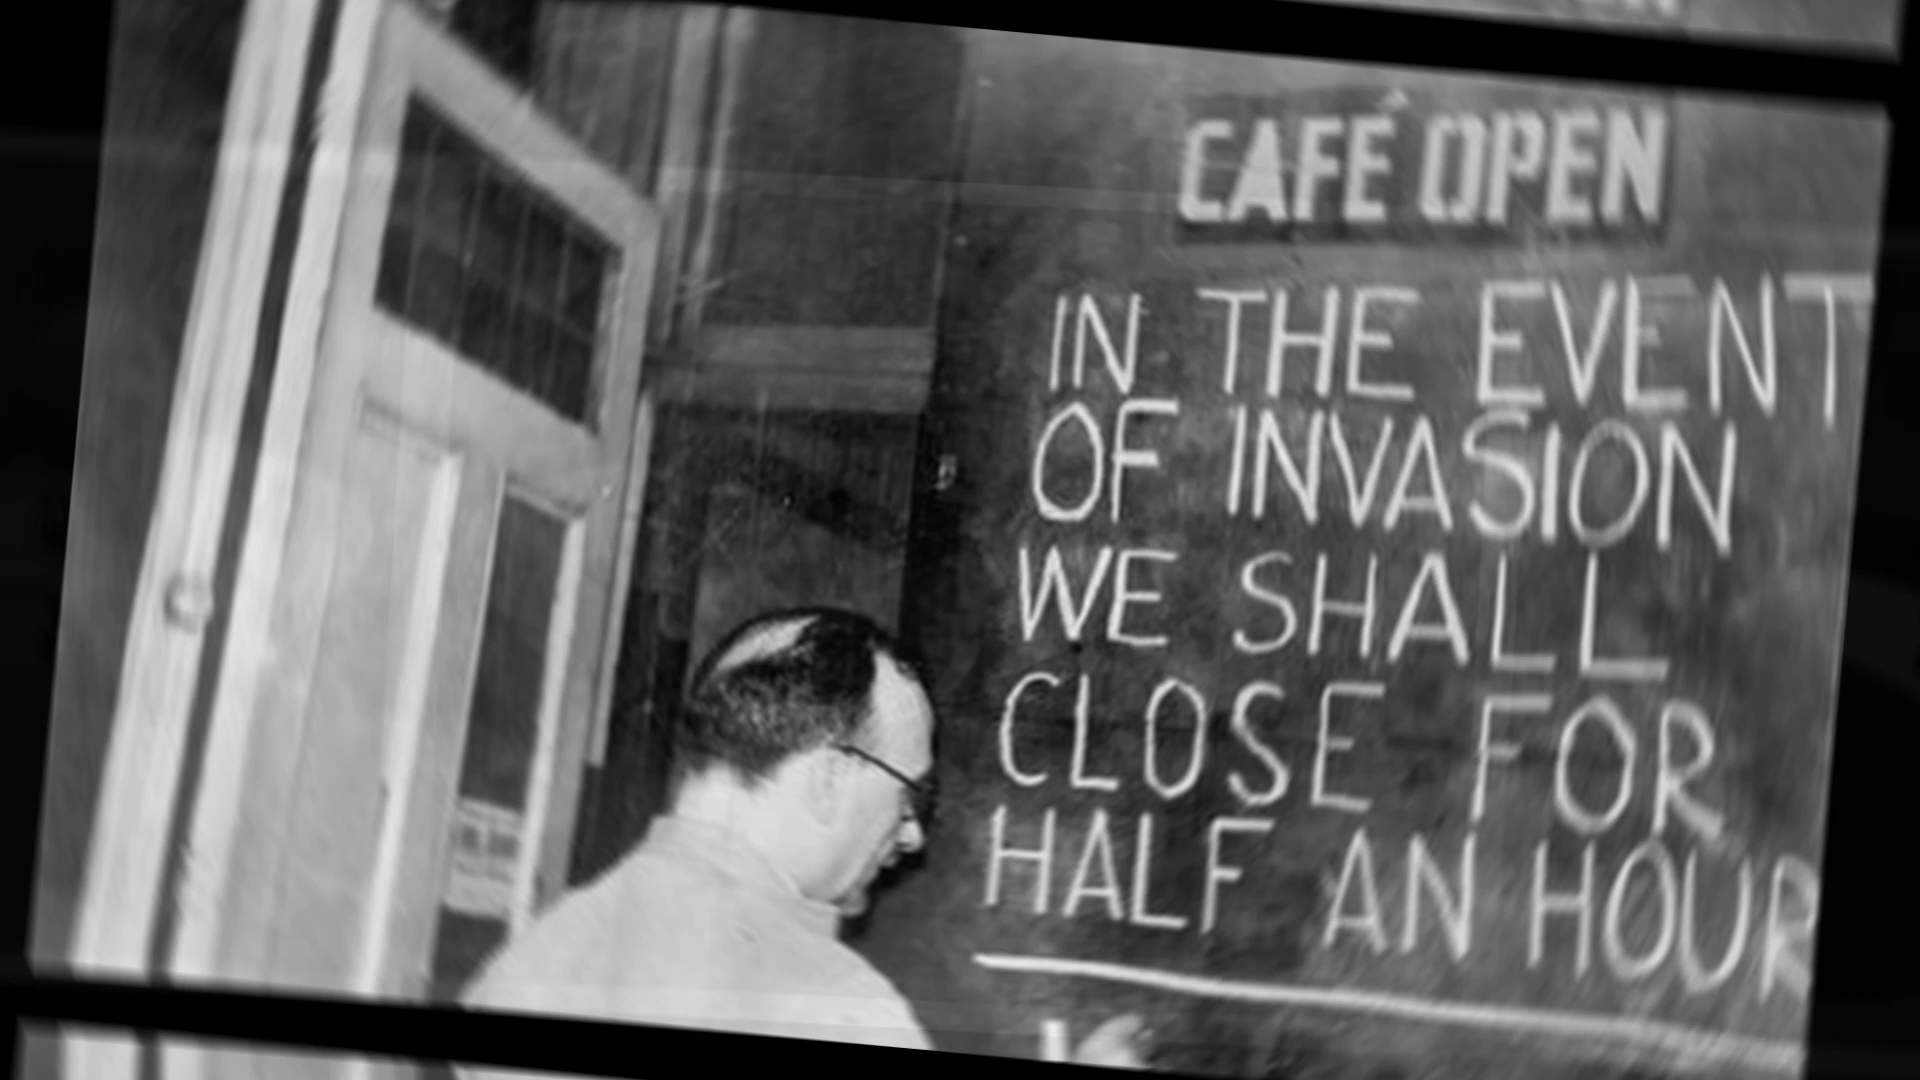 CAFÉ OPEN
IN THE EVENT
OF INVASION
WE SHALL
CLOSE FOR
HALF AN HOUR